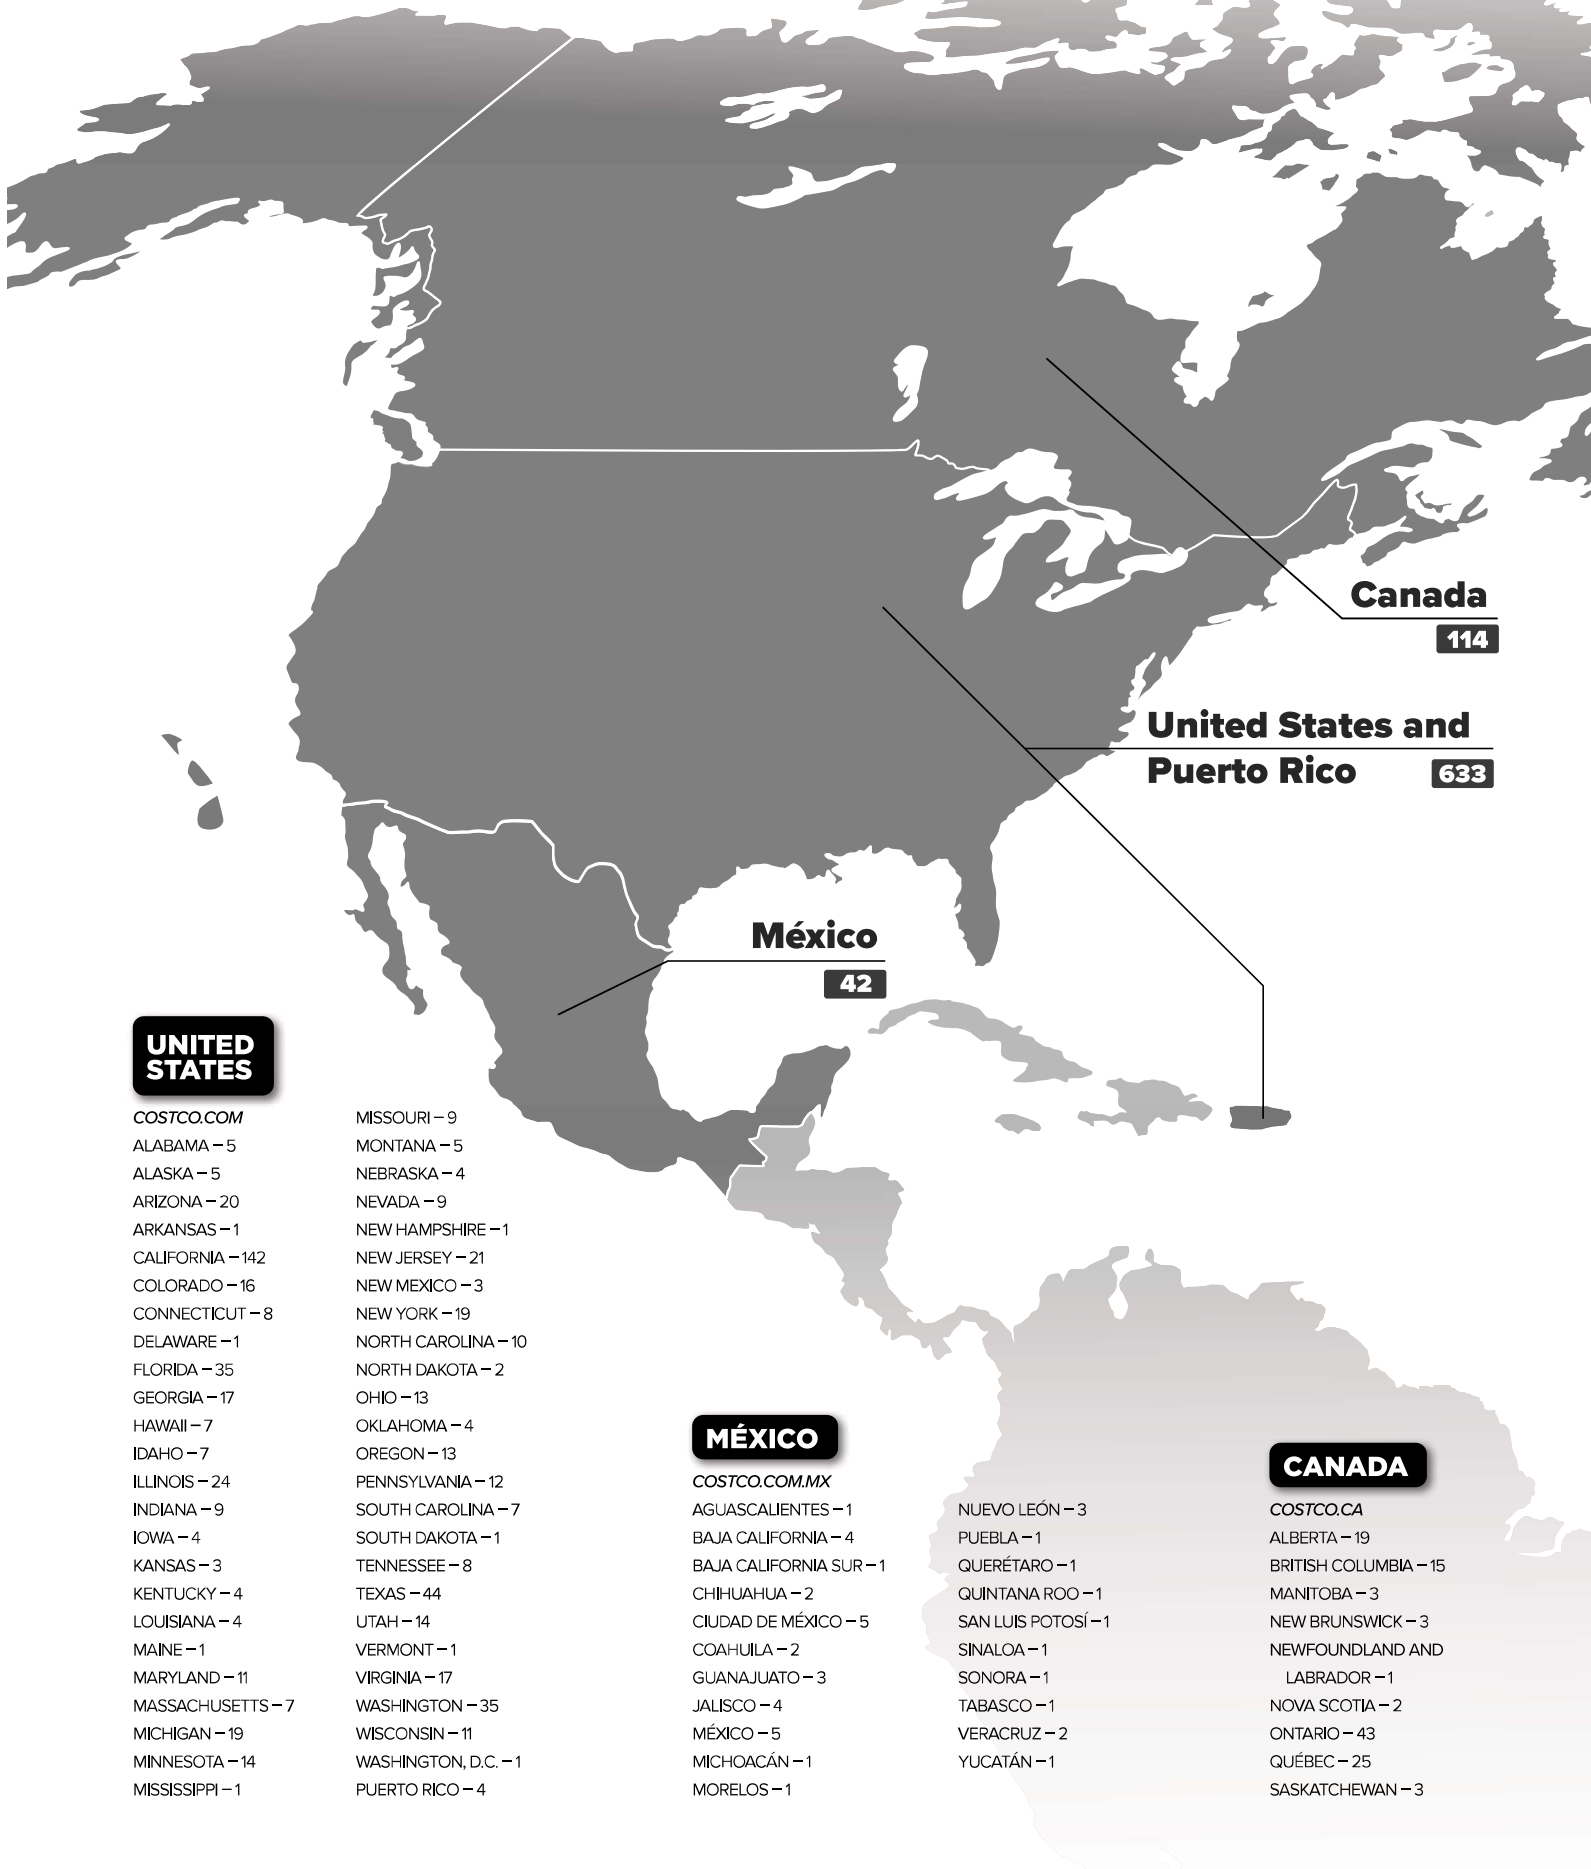 Canada
114
United States and
Puerto Rico 633
México
42
UNITED
STATES
COSTCO.COM
ALABAMA – 5
ALASKA – 5
ARIZONA – 20
ARKANSAS – 1
CALIFORNIA – 142
COLORADO – 16
CONNECTICUT – 8
DELAWARE – 1
FLORIDA – 35
GEORGIA – 17
HAWAII – 7
IDAHO – 7
ILLINOIS – 24
INDIANA – 9
IOWA – 4
KANSAS – 3
KENTUCKY – 4
LOUISIANA – 4
MAINE – 1
MARYLAND – 11
MASSACHUSETTS – 7
MICHIGAN – 19
MINNESOTA – 14
MISSISSIPPI – 1
MISSOURI – 9
MONTANA – 5
NEBRASKA – 4
NEVADA – 9
NEW HAMPSHIRE – 1
NEW JERSEY – 21
NEW MEXICO – 3
NEW YORK – 19
NORTH CAROLINA – 10
NORTH DAKOTA – 2
OHIO – 13
OKLAHOMA – 4
OREGON – 13
PENNSYLVANIA – 12
SOUTH CAROLINA – 7
SOUTH DAKOTA – 1
TENNESSEE – 8
TEXAS – 44
UTAH – 14
VERMONT – 1
VIRGINIA – 17
WASHINGTON – 35
WISCONSIN – 11
WASHINGTON, D.C. – 1
PUERTO RICO – 4
MÉXICO
COSTCO.COM.MX
AGUASCALIENTES – 1
BAJA CALIFORNIA – 4
BAJA CALIFORNIA SUR – 1
CHIHUAHUA – 2
CIUDAD DE MÉXICO – 5
COAHUILA – 2
GUANAJUATO – 3
JALISCO – 4
MÉXICO – 5
MICHOACÁN – 1
MORELOS – 1
NUEVO LEÓN – 3
PUEBLA – 1
QUERÉTARO – 1
QUINTANA ROO – 1
SAN LUIS POTOSÍ – 1
SINALOA – 1
SONORA – 1
TABASCO – 1
VERACRUZ – 2
YUCATÁN – 1
CANADA
COSTCO.CA
ALBERTA – 19
BRITISH COLUMBIA – 15
MANITOBA – 3
NEW BRUNSWICK – 3
NEWFOUNDLAND AND
LABRADOR – 1
NOVA SCOTIA – 2
ONTARIO – 43
QUÉBEC – 25
SASKATCHEWAN – 3